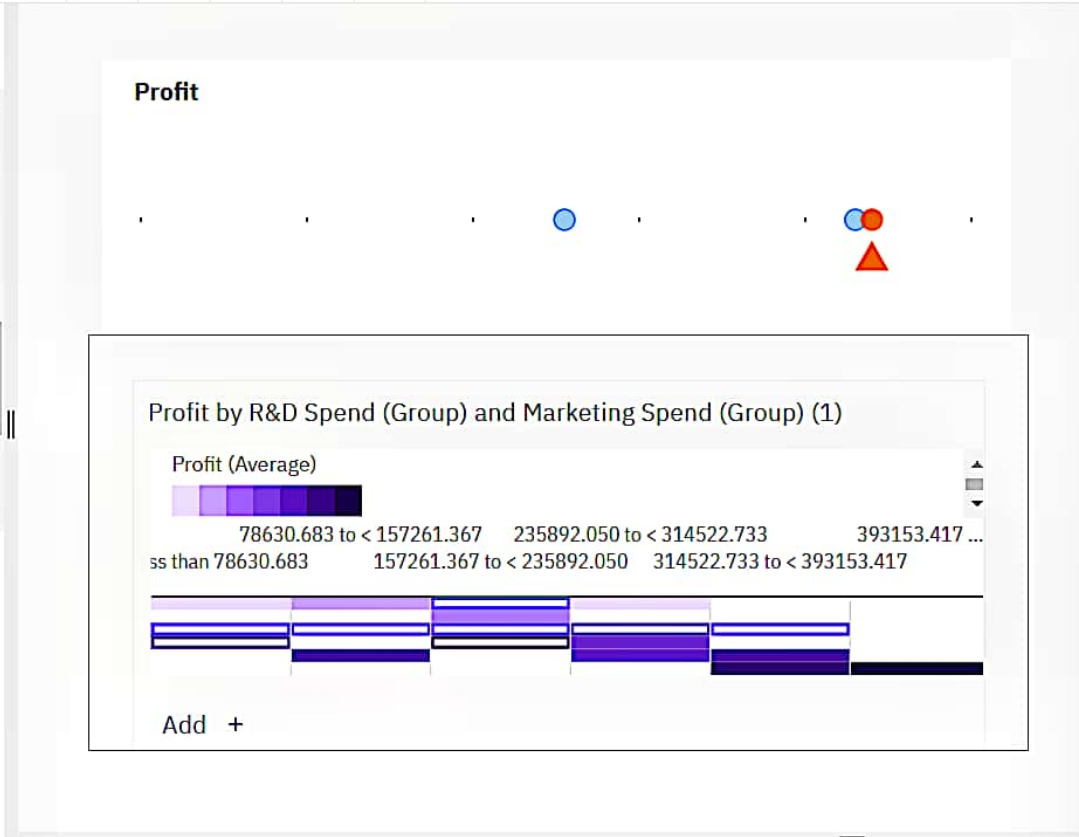 Profit
Profit by R&D Spend (Group) and Marketing Spend (Group) (1)
Profit (Average)
78630.683 to < 157261.367 235892.050 to < 314522.733 393153.417 ...
ss than 78630.683 157261.367 to < 235892.050 314522.733 to < 393153.417
Add +